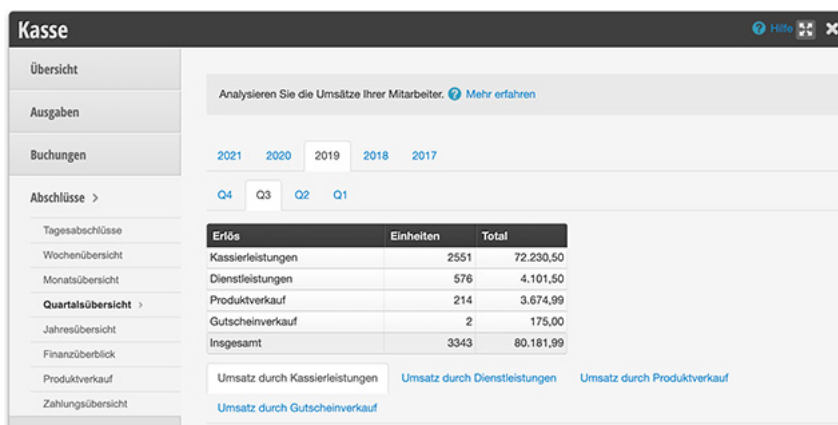 Kasse
Hilfe
Übersicht
Ausgaben
Buchungen
Abschlüsse >
Tagesabschlüsse
Wochenübersicht
Monatsübersicht
Quartalsübersicht >
Jahresübersicht
Finanzüberblick
Produktverkauf
Zahlungsübersicht
Analysieren Sie die Umsätze Ihrer Mitarbeiter. ? Mehr erfahren
2021 2020 2019 2018 2017
Q4 Q3 Q2 Q1
Erlös Einheiten Total
Kassierleistungen 2551 72.230,50
Dienstleistungen 576 4.101,50
Produktverkauf 214 3.674,99
Gutscheinverkauf 2 175,00
Insgesamt 3343 80.181,99
Umsatz durch Kassierleistungen Umsatz durch Dienstleistungen Umsatz durch Produktverkauf
Umsatz durch Gutscheinverkauf